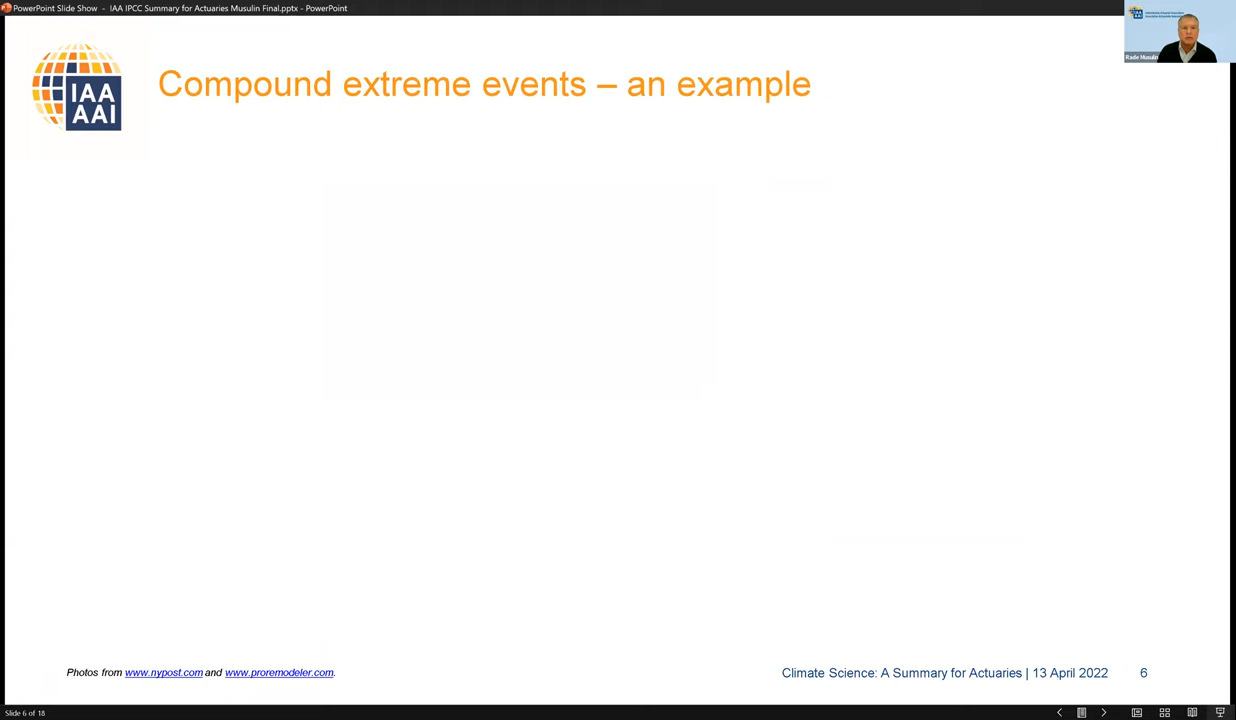 PowerPoint Slide Show - IAA IPCC Summary for Actuaries Musulin Final.pptx - PowerPoint
Rade Musulin
IAA
AAI
Compound extreme events – an example
Photos from www.nypost.com and www.proremodeler.com.
Climate Science: A Summary for Actuaries | 13 April 2022 6
Slide 6 of 18